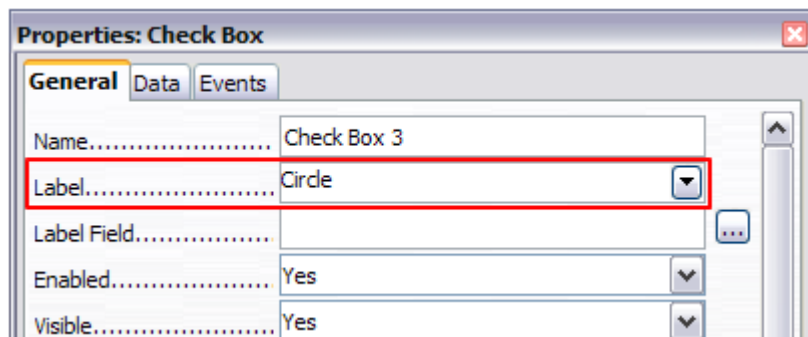 Properties: Check Box
General Data Events
Name....................... Check Box 3
Label........................ Circle
Label Field.................
Enabled.................... Yes
Visible....................... Yes